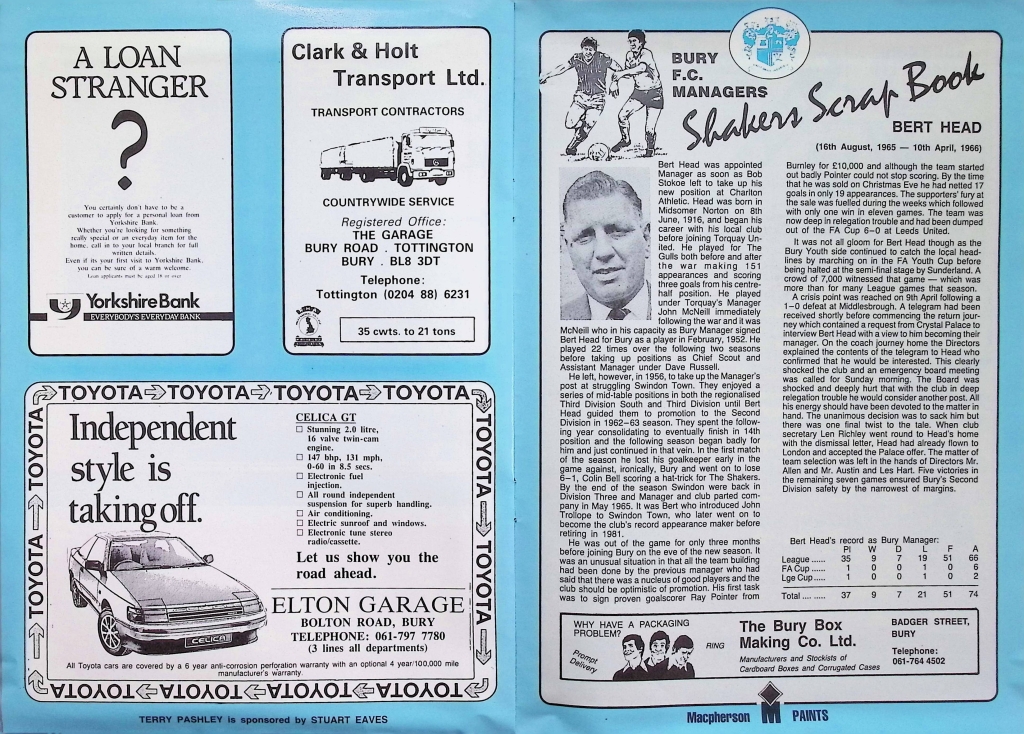 A LOAN
STRANGER
?
You certainly don't have to be a
customer to apply for a personal loan from
Yorkshire Bank.
Whether you're looking for something
really special or an everyday item for the
home, call in to your local branch for full
written details.
Even if its your first visit to Yorkshire Bank,
you can be sure of a warm welcome.
Loan applicants must be aged 18 or over
Yorkshire Bank
EVERYBODY'S EVERYDAY BANK
Clark & Holt
Transport Ltd.
TRANSPORT CONTRACTORS
COUNTRYWIDE SERVICE
Registered Office:
THE GARAGE
BURY ROAD . TOTTINGTON
BURY . BL8 3DT
Telephone:
Tottington (0204 88) 6231
35 cwts. to 21 tons
TOYOTA TOYOTA TOYOTA TOYOTA
TOYOTA TOYOTA
TOYOTA TOYOTA
Independent
style is
taking off.
CELICA GT
Stunning 2.0 litre,
16 valve twin-cam
engine.
147 bhp, 131 mph,
0-60 in 8.5 secs.
Electronic fuel
injection.
All round independent
suspension for superb handling.
Air conditioning.
Electric sunroof and windows.
Electronic tune stereo
radio/cassette.
Let us show you the
road ahead.
CELICA
ELTON GARAGE
BOLTON ROAD, BURY
TELEPHONE: 061-797 7780
(3 lines all departments)
All Toyota cars are covered by a 6 year anti-corrosion perforation warranty with an optional 4 year/100,000 mile
manufacturer's warranty.
TOYOTA TOYOTA TOYOTA TOYOTA
TERRY PASHLEY is sponsored by STUART EAVES
BURY
F.C.
MANAGERS
Shakers Scrap Book
BERT HEAD
(16th August, 1965 — 10th April, 1966)
Bert Head was appointed
Manager as soon as Bob
Stokoe left to take up his
new position at Charlton
Athletic. Head was born in
Midsomer Norton on 8th
June, 1916, and began his
career with his local club
before joining Torquay Un-
ited. He played for The
Gulls both before and after
the war making 151
appearances and scoring
three goals from his centre-
half position. He played
under Torquay's Manager
John McNeill immediately
following the war and it was
McNeill who in his capacity as Bury Manager signed
Bert Head for Bury as a player in February, 1952. He
played 22 times over the following two seasons
before taking up positions as Chief Scout and
Assistant Manager under Dave Russell.
He left, however, in 1956, to take up the Manager's
post at struggling Swindon Town. They enjoyed a
series of mid-table positions in both the regionalised
Third Division South and Third Division until Bert
Head guided them to promotion to the Second
Division in 1962–63 season. They spent the follow-
ing year consolidating to eventually finish in 14th
position and the following season began badly for
him and just continued in that vein. In the first match
of the season he lost his goalkeeper early in the
game against, ironically, Bury and went on to lose
6–1, Colin Bell scoring a hat-trick for The Shakers.
By the end of the season Swindon were back in
Division Three and Manager and club parted com-
pany in May 1965. It was Bert who introduced John
Trollope to Swindon Town, who later went on to
become the club's record appearance maker before
retiring in 1981.
He was out of the game for only three months
before joining Bury on the eve of the new season. It
was an unusual situation in that all the team building
had been done by the previous manager who had
said that there was a nucleus of good players and the
club should be optimistic of promotion. His first task
was to sign proven goalscorer Ray Pointer from
Burnley for £10,000 and although the team started
out badly Pointer could not stop scoring. By the time
that he was sold on Christmas Eve he had netted 17
goals in only 19 appearances. The supporters' fury at
the sale was fuelled during the weeks which followed
with only one win in eleven games. The team was
now deep in relegation trouble and had been dumped
out of the FA Cup 6–0 at Leeds United.
It was not all gloom for Bert Head though as the
Bury Youth side continued to catch the local head-
lines by marching on in the FA Youth Cup before
being halted at the semi-final stage by Sunderland. A
crowd of 7,000 witnessed that game — which was
more than for many League games that season.
A crisis point was reached on 9th April following a
1–0 defeat at Middlesbrough. A telegram had been
received shortly before commencing the return jour-
ney which contained a request from Crystal Palace to
interview Bert Head with a view to him becoming their
manager. On the coach journey home the Directors
explained the contents of the telegram to Head who
confirmed that he would be interested. This clearly
shocked the club and an emergency board meeting
was called for Sunday morning. The Board was
shocked and deeply hurt that with the club in deep
relegation trouble he would consider another post. All
his energy should have been devoted to the matter in
hand. The unanimous decision was to sack him but
there was one final twist to the tale. When club
secretary Len Richley went round to Head's home
with the dismissal letter, Head had already flown to
London and accepted the Palace offer. The matter of
team selection was left in the hands of Directors Mr.
Allen and Mr. Austin and Les Hart. Five victories in
the remaining seven games ensured Bury's Second
Division safety by the narrowest of margins.
Bert Head's record as Bury Manager:
Pl W D L F A
League ...... 35 9 7 19 51 66
FA Cup ..... 1 0 0 1 0 6
Lge Cup ..... 1 0 0 1 0 2
Total .... ..... 37 9 7 21 51 74
WHY HAVE A PACKAGING
PROBLEM?
Prompt
Delivery
RING
The Bury Box
Making Co. Ltd.
Manufacturers and Stockists of
Cardboard Boxes and Corrugated Cases
BADGER STREET,
BURY
Telephone:
061-764 4502
Macpherson M PAINTS